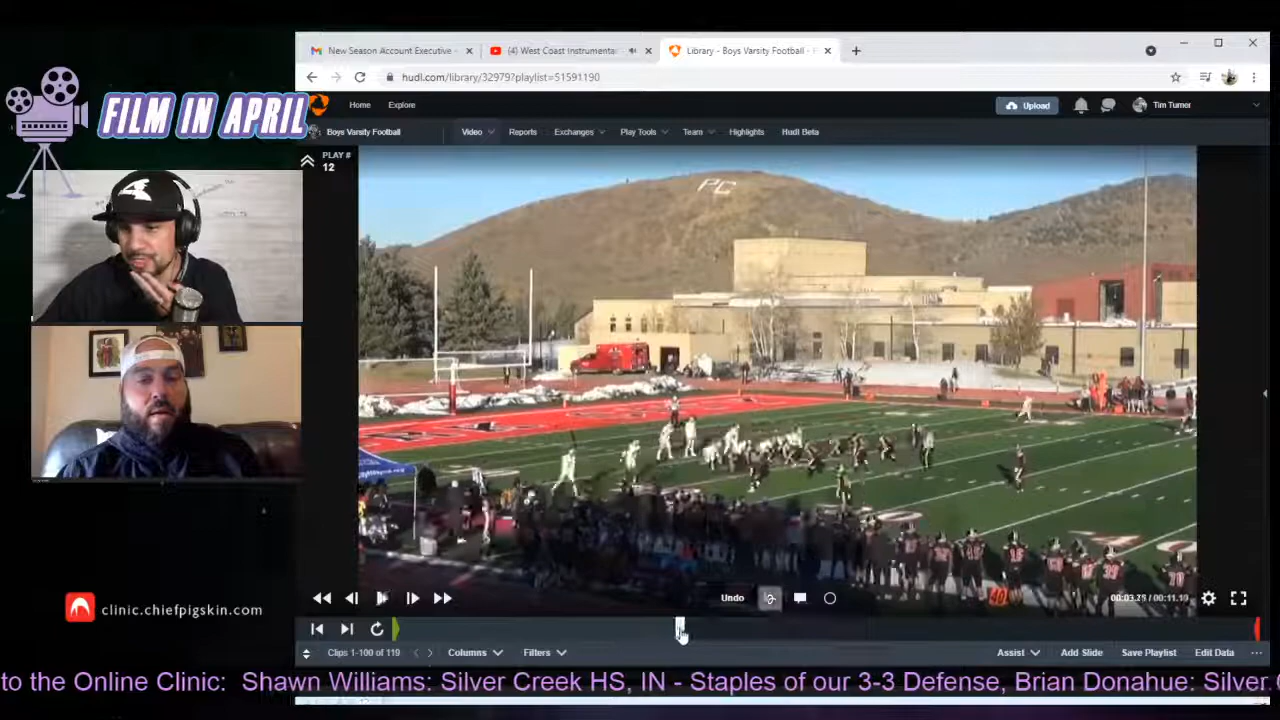 New Season Account Executive -
(4) West Coast Instrumenta
Library - Boys Varsity Football - F
hudl.com/library/32979?playlist=51591190
FILM IN APRIL
Home
Explore
Upload
Tim Turner
Boys Varsity Football
Video
Reports
Exchanges
Play Tools
Team
Highlights
Hudl Beta
PLAY #
12
PC
40
Undo
clinic.chiefpigskin.com
Clips 1-100 of 119
Columns
Filters
Assist
Add Slide
Save Playlist
Edit Data
to the Online Clinic: Shawn Williams: Silver Creek HS, IN - Staples of our 3-3 Defense, Brian Donahue: Silver